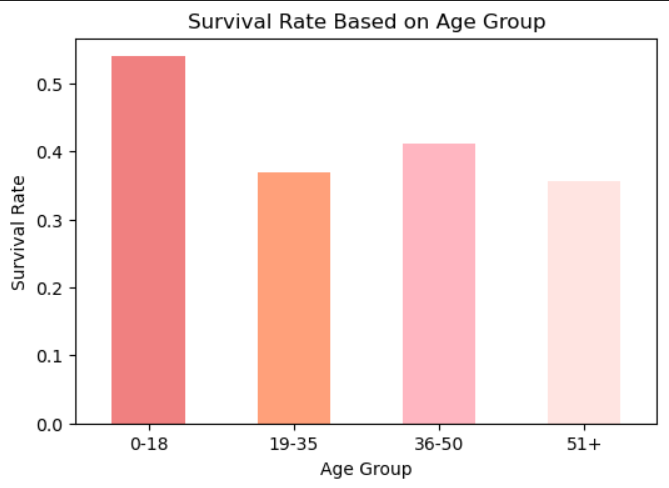 Survival Rate Based on Age Group
Survival Rate
0.5
0.4
0.3
0.2
0.1
0.0
0-18 19-35 36-50 51+
Age Group